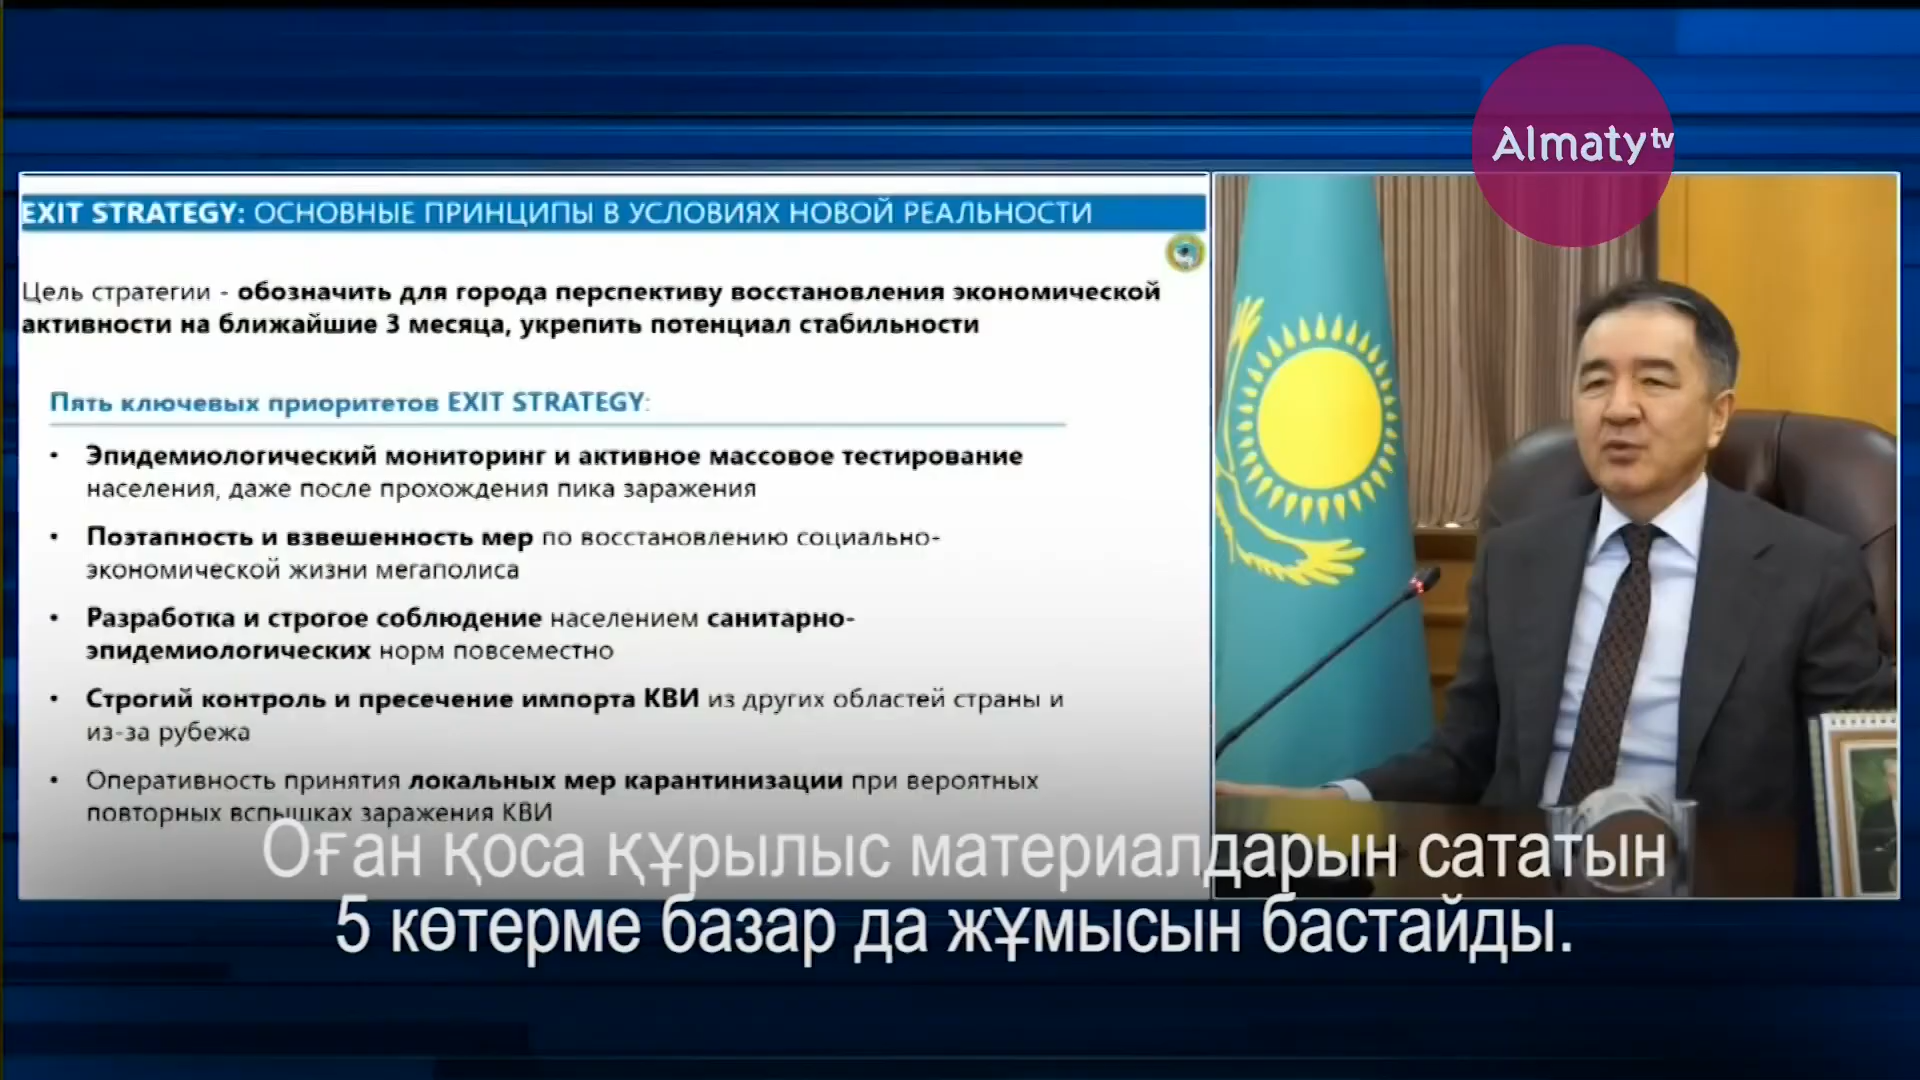 Almaty tv
EXIT STRATEGY: ОСНОВНЫЕ ПРИНЦИПЫ В УСЛОВИЯХ НОВОЙ РЕАЛЬНОСТИ
Цель стратегии - обозначить для города перспективу восстановления экономической
активности на ближайшие 3 месяца, укрепить потенциал стабильности
Пять ключевых приоритетов EXIT STRATEGY:
• Эпидемиологический мониторинг и активное массовое тестирование
населения, даже после прохождения пика заражения
• Поэтапность и взвешенность мер по восстановлению социально-
экономической жизни мегаполиса
• Разработка и строгое соблюдение населением санитарно-
эпидемиологических норм повсеместно
• Строгий контроль и пресечение импорта КВИ из других областей страны и
из-за рубежа
• Оперативность принятия локальных мер карантинизации при вероятных
повторных вспышках заражения КВИ
Оған қоса құрылыс материалдарын сататын
5 көтерме базар да жұмысын бастайды.